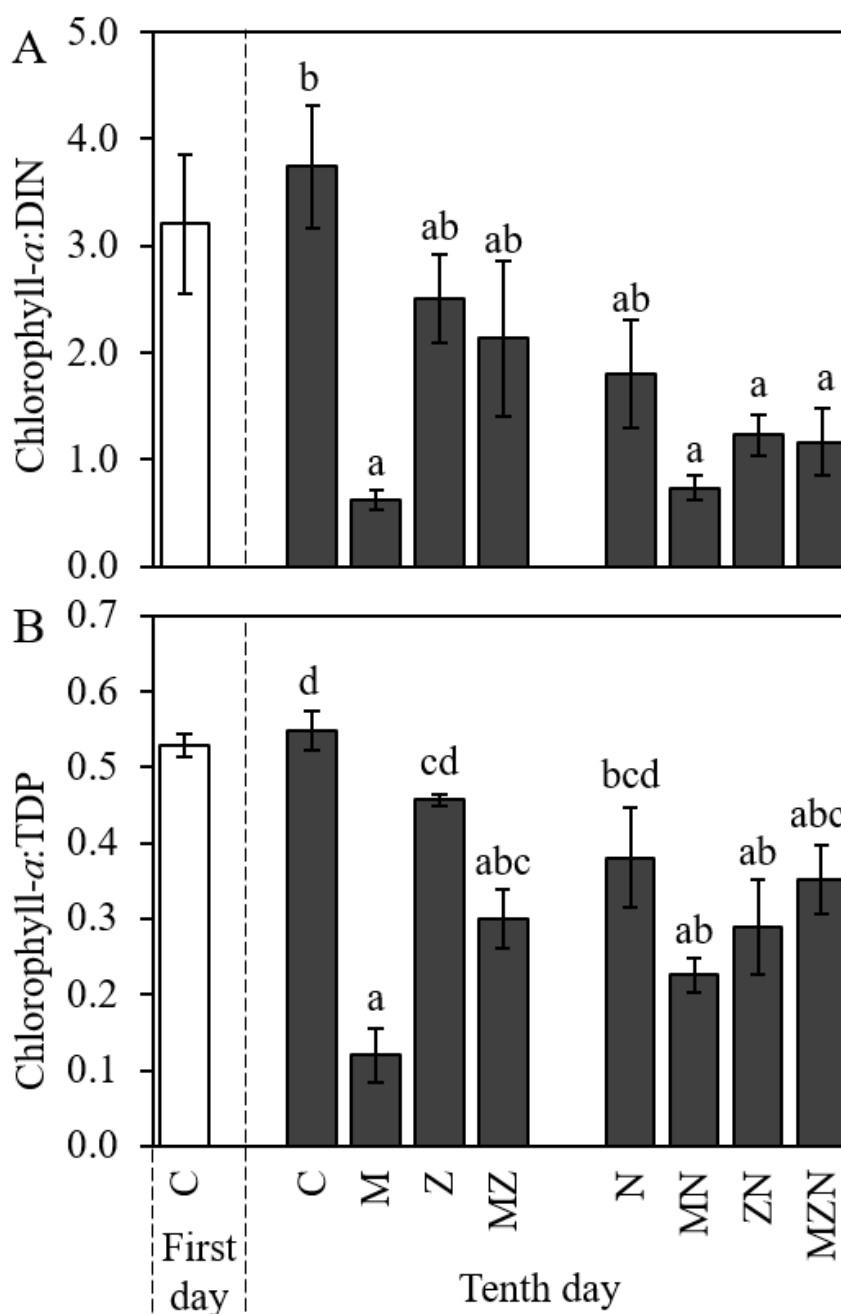 A
5.0
4.0
3.0
2.0
1.0
0.0
Chlorophyll-a:DIN
b
a
ab
ab
ab
a
a
a
B
0.7
0.6
0.5
0.4
0.3
0.2
0.1
0.0
Chlorophyll-a:TDP
d
a
cd
abc
bcd
ab
ab
abc
C
C
M
Z
MZ
N
MN
ZN
MZN
First
day
Tenth day